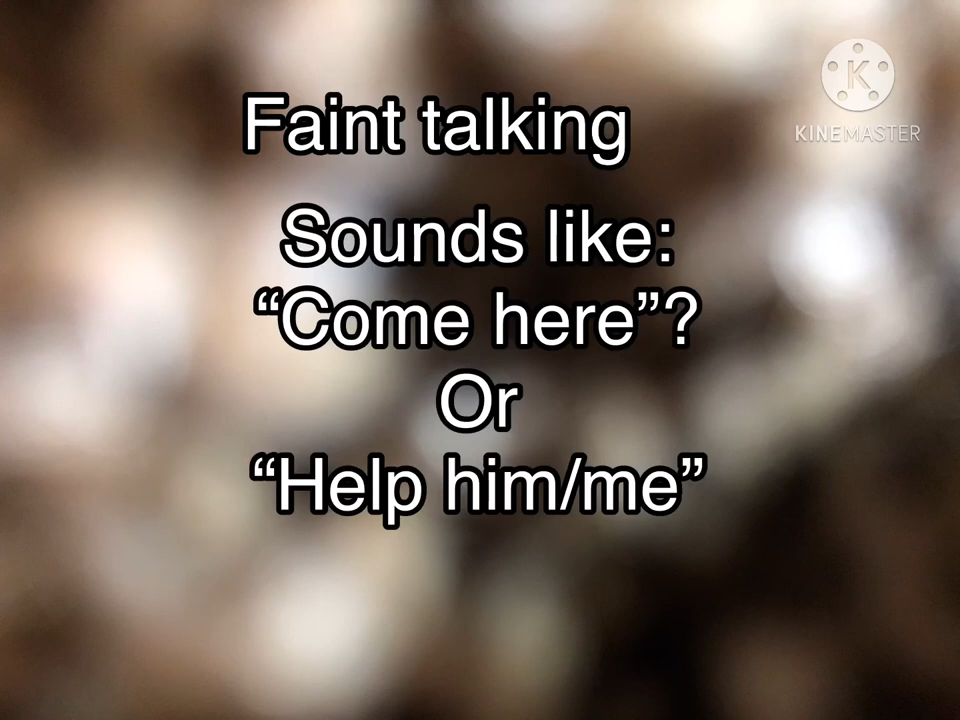 Faint talking
KINEMASTER
Sounds like:
“Come here”?
Or
“Help him/me”